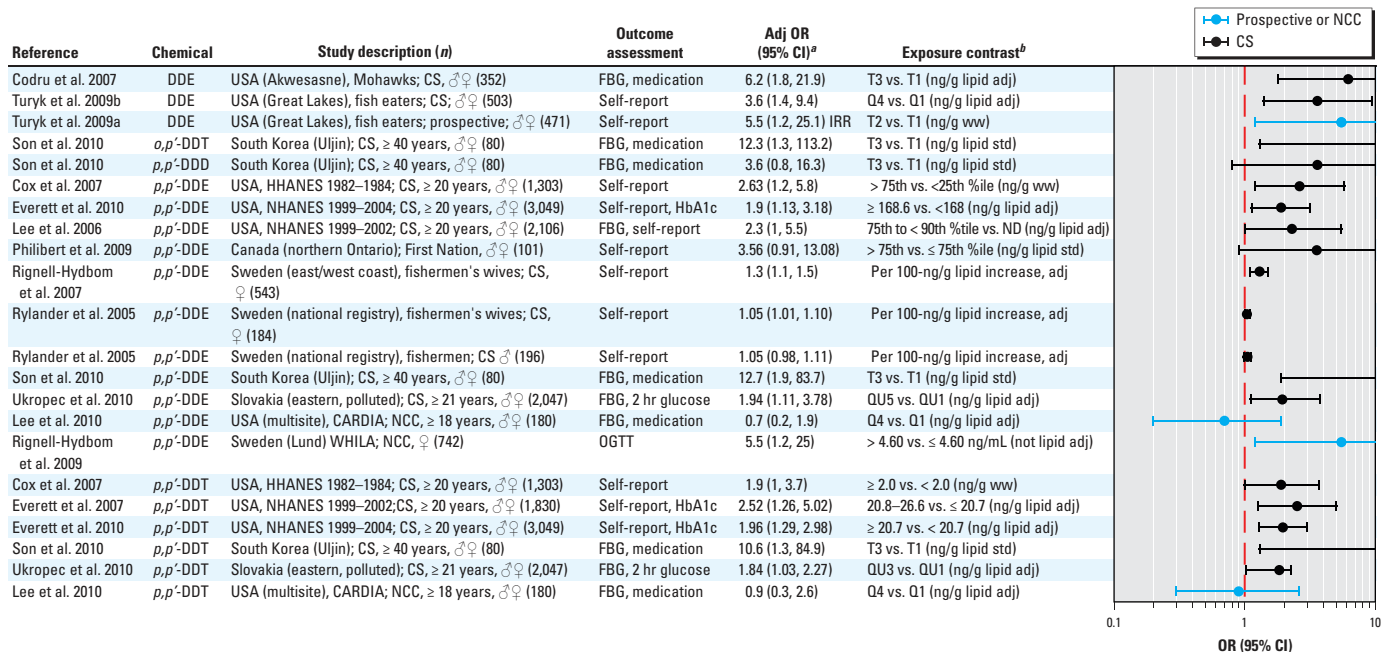 Prospective or NCC
CS
Outcome Adj OR
Reference Chemical Study description (n) assessment (95% CI)a Exposure contrastb
Codru et al. 2007 DDE USA (Akwesasne), Mohawks; CS, ♂♀ (352) FBG, medication 6.2 (1.8, 21.9) T3 vs. T1 (ng/g lipid adj)
Turyk et al. 2009b DDE USA (Great Lakes), fish eaters; CS; ♂♀ (503) Self-report 3.6 (1.4, 9.4) Q4 vs. Q1 (ng/g lipid adj)
Turyk et al. 2009a DDE USA (Great Lakes), fish eaters; prospective; ♂♀ (471) Self-report 5.5 (1.2, 25.1) IRR T2 vs. T1 (ng/g ww)
Son et al. 2010 o,p′-DDT South Korea (Uljin); CS, ≥ 40 years, ♂♀ (80) FBG, medication 12.3 (1.3, 113.2) T3 vs. T1 (ng/g lipid std)
Son et al. 2010 p,p′-DDD South Korea (Uljin); CS, ≥ 40 years, ♂♀ (80) FBG, medication 3.6 (0.8, 16.3) T3 vs. T1 (ng/g lipid std)
Cox et al. 2007 p,p′-DDE USA, HHANES 1982–1984; CS, ≥ 20 years, ♂♀ (1,303) Self-report 2.63 (1.2, 5.8) > 75th vs. <25th %ile (ng/g ww)
Everett et al. 2010 p,p′-DDE USA, NHANES 1999–2004; CS, ≥ 20 years, ♂♀ (3,049) Self-report, HbA1c 1.9 (1.13, 3.18) ≥ 168.6 vs. <168 (ng/g lipid adj)
Lee et al. 2006 p,p′-DDE USA, NHANES 1999–2002; CS, ≥ 20 years, ♂♀ (2,106) FBG, self-report 2.3 (1, 5.5) 75th to < 90th %tile vs. ND (ng/g lipid adj)
Philibert et al. 2009 p,p′-DDE Canada (northern Ontario); First Nation, ♂♀ (101) Self-report 3.56 (0.91, 13.08) > 75th vs. ≤ 75th %ile (ng/g lipid std)
Rignell-Hydbom p,p′-DDE Sweden (east/west coast), fishermen's wives; CS, Self-report 1.3 (1.1, 1.5) Per 100-ng/g lipid increase, adj
et al. 2007 ♀ (543)
Rylander et al. 2005 p,p′-DDE Sweden (national registry), fishermen's wives; CS, Self-report 1.05 (1.01, 1.10) Per 100-ng/g lipid increase, adj
♀ (184)
Rylander et al. 2005 p,p′-DDE Sweden (national registry), fishermen; CS ♂ (196) Self-report 1.05 (0.98, 1.11) Per 100-ng/g lipid increase, adj
Son et al. 2010 p,p′-DDE South Korea (Uljin); CS, ≥ 40 years, ♂♀ (80) FBG, medication 12.7 (1.9, 83.7) T3 vs. T1 (ng/g lipid std)
Ukropec et al. 2010 p,p′-DDE Slovakia (eastern, polluted); CS, ≥ 21 years, ♂♀ (2,047) FBG, 2 hr glucose 1.94 (1.11, 3.78) QU5 vs. QU1 (ng/g lipid adj)
Lee et al. 2010 p,p′-DDE USA (multisite), CARDIA; NCC, ≥ 18 years, ♂♀ (180) FBG, medication 0.7 (0.2, 1.9) Q4 vs. Q1 (ng/g lipid adj)
Rignell-Hydbom p,p′-DDE Sweden (Lund) WHILA; NCC, ♀ (742) OGTT 5.5 (1.2, 25) > 4.60 vs. ≤ 4.60 ng/mL (not lipid adj)
et al. 2009
Cox et al. 2007 p,p′-DDT USA, HHANES 1982–1984; CS, ≥ 20 years, ♂♀ (1,303) Self-report 1.9 (1, 3.7) ≥ 2.0 vs. < 2.0 (ng/g ww)
Everett et al. 2007 p,p′-DDT USA, NHANES 1999–2002;CS, ≥ 20 years, ♂♀ (1,830) Self-report, HbA1c 2.52 (1.26, 5.02) 20.8–26.6 vs. ≤ 20.7 (ng/g lipid adj)
Everett et al. 2010 p,p′-DDT USA, NHANES 1999–2004; CS, ≥ 20 years, ♂♀ (3,049) Self-report, HbA1c 1.96 (1.29, 2.98) ≥ 20.7 vs. < 20.7 (ng/g lipid adj)
Son et al. 2010 p,p′-DDT South Korea (Uljin); CS, ≥ 40 years, ♂♀ (80) FBG, medication 10.6 (1.3, 84.9) T3 vs. T1 (ng/g lipid std)
Ukropec et al. 2010 p,p′-DDT Slovakia (eastern, polluted); CS, ≥ 21 years, ♂♀ (2,047) FBG, 2 hr glucose 1.84 (1.03, 2.27) QU3 vs. QU1 (ng/g lipid adj)
Lee et al. 2010 p,p′-DDT USA (multisite), CARDIA; NCC, ≥ 18 years, ♂♀ (180) FBG, medication 0.9 (0.3, 2.6) Q4 vs. Q1 (ng/g lipid adj)
0.1 1 10
OR (95% CI)